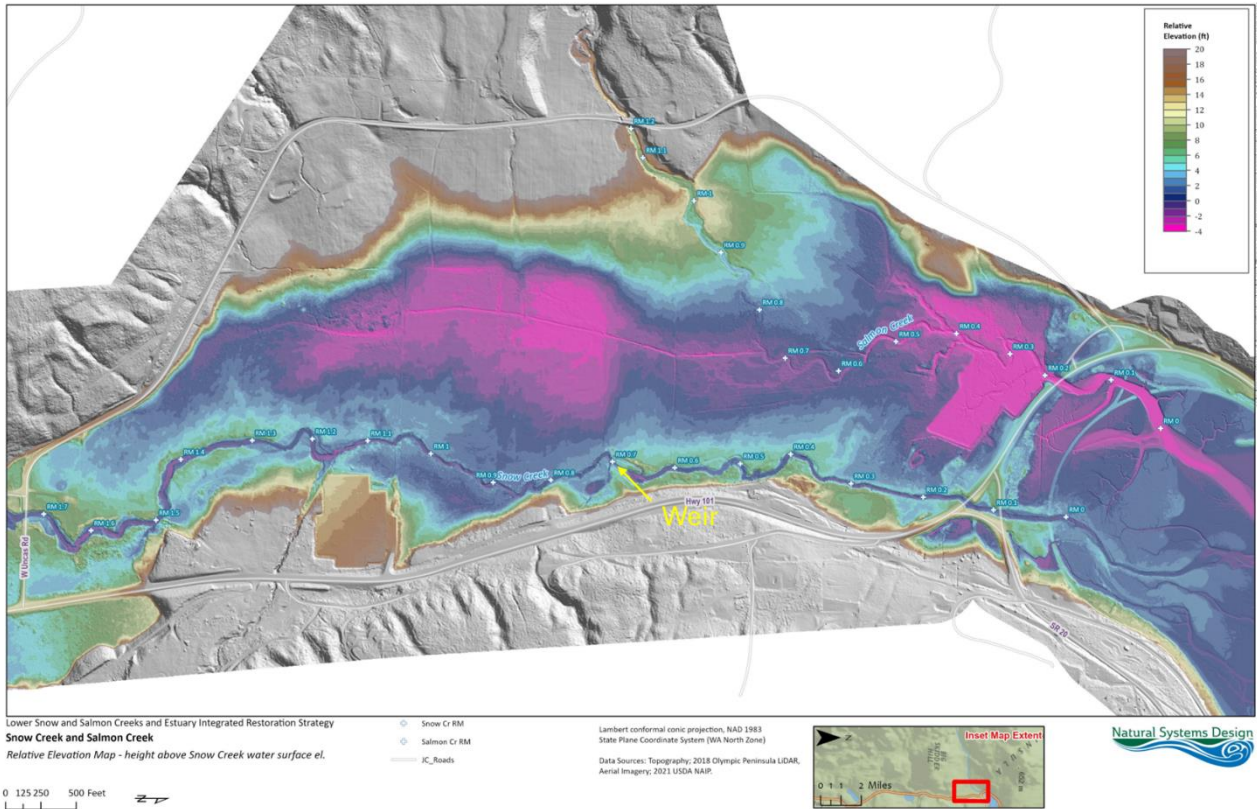 Relative
Elevation (ft)
20
18
16
14
12
10
8
7
6
5
4
2
0
-2
-4
RM 1.2
RM 1.1
RM 1
RM 0.9
RM 0.8
RM 0.7
RM 0.6
RM 0.5
Salmon Creek
RM 0.4
RM 0.3
RM 0.2
RM 0.1
RM 0
RM 1.7
RM 1.6
RM 1.5
RM 1.4
RM 1.3
RM 1.2
RM 1.1
RM 1
RM 0.9
Snow Creek
RM 0.8
RM 0.7
RM 0.6
RM 0.5
RM 0.4
RM 0.3
RM 0.2
RM 0.1
RM 0
W Uncas Rd
Hwy 101
Weir
SR 20
Lower Snow and Salmon Creeks and Estuary Integrated Restoration Strategy
Snow Creek and Salmon Creek
Relative Elevation Map - height above Snow Creek water surface el.
0 125 250 500 Feet
N
Snow Cr RM
Salmon Cr RM
JC_Roads
Lambert conformal conic projection, NAD 1983
State Plane Coordinate System (WA North Zone)
Data Sources: Topography; 2018 Olympic Peninsula LiDAR,
Aerial Imagery; 2021 USDA NAIP.
Inset Map Extent
N
0 1 1 2 Miles
Natural Systems Design